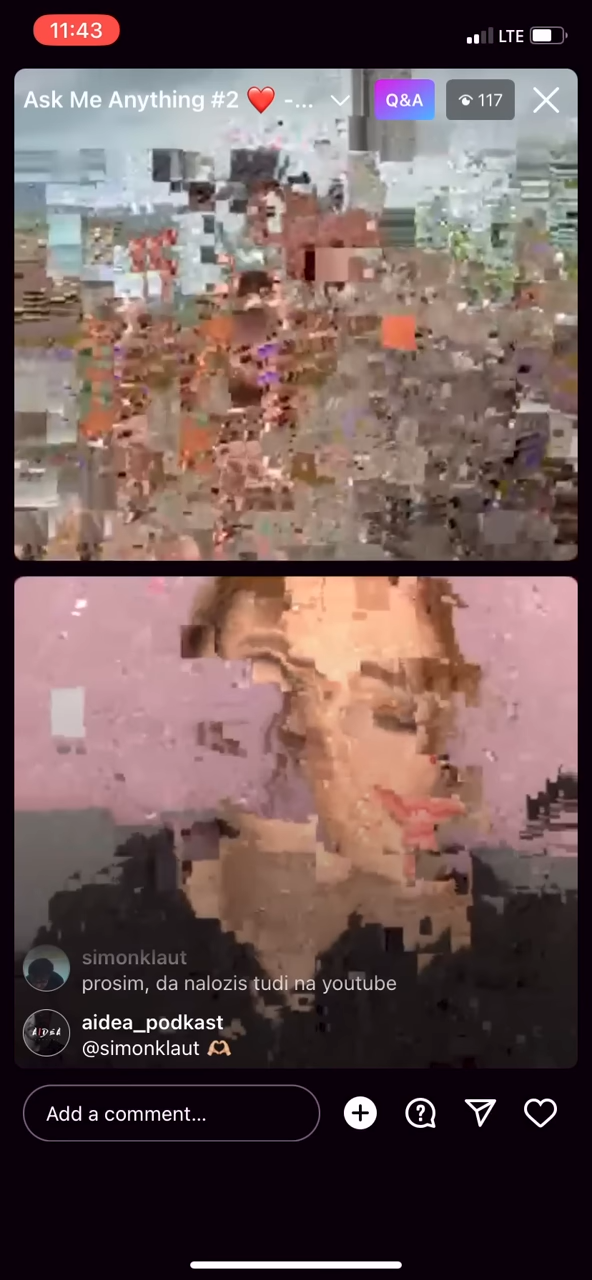 11:43
LTE
Ask Me Anything #2 ❤️ -...
Q&A
117
simonklaut
prosim, da nalozis tudi na youtube
AIDEA
aidea_podkast
@simonklaut 🫶🏼
Add a comment...